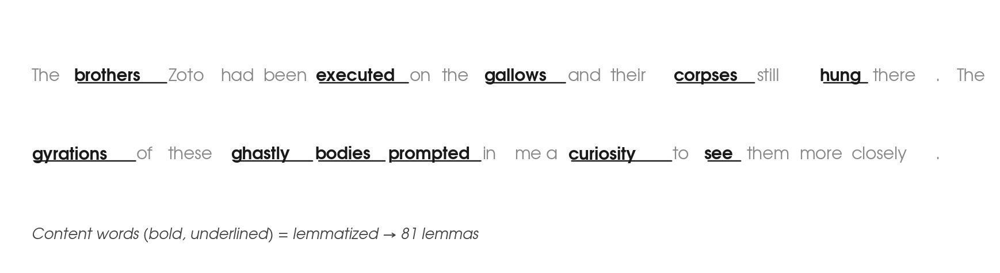 The brothers Zoto had been executed on the gallows and their corpses still hung there . The
gyrations of these ghastly bodies prompted in me a curiosity to see them more closely .
Content words (bold, underlined) = lemmatized → 81 lemmas